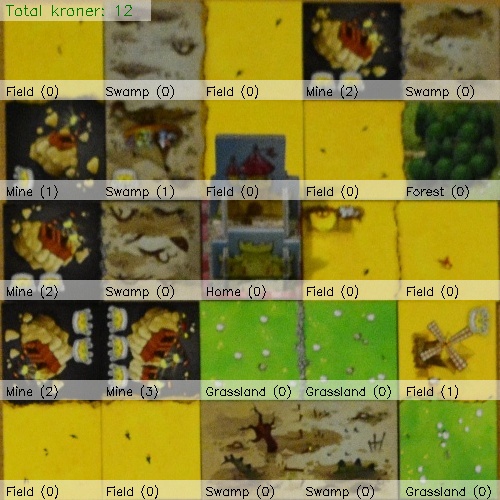 Total kroner: 12
Field (0) Swamp (0) Field (0) Mine (2) Swamp (0)
Mine (1) Swamp (1) Field (0) Field (0) Forest (0)
Mine (2) Swamp (0) Home (0) Field (0) Field (0)
Mine (2) Mine (3) Grassland (0) Grassland (0) Field (1)
Field (0) Field (0) Swamp (0) Swamp (0) Grassland (0)